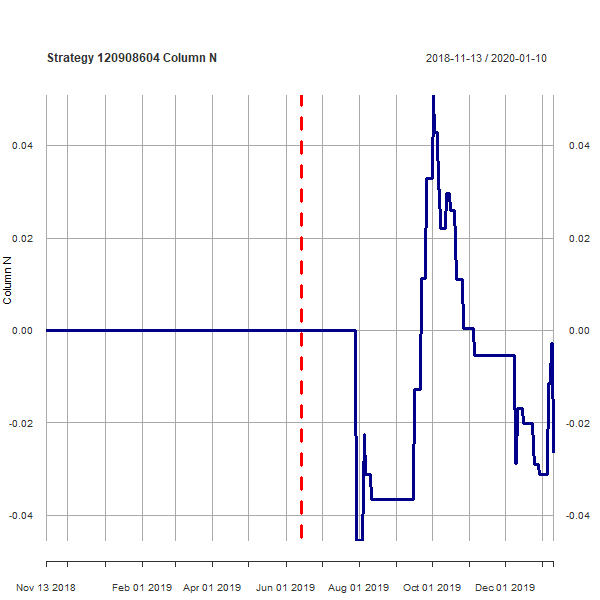 Strategy 120908604 Column N
2018-11-13 / 2020-01-10
0.04 0.04
0.02 0.02
0.00 0.00
-0.02 -0.02
-0.04 -0.04
Column N
Nov 13 2018 Feb 01 2019 Apr 01 2019 Jun 01 2019 Aug 01 2019 Oct 01 2019 Dec 01 2019